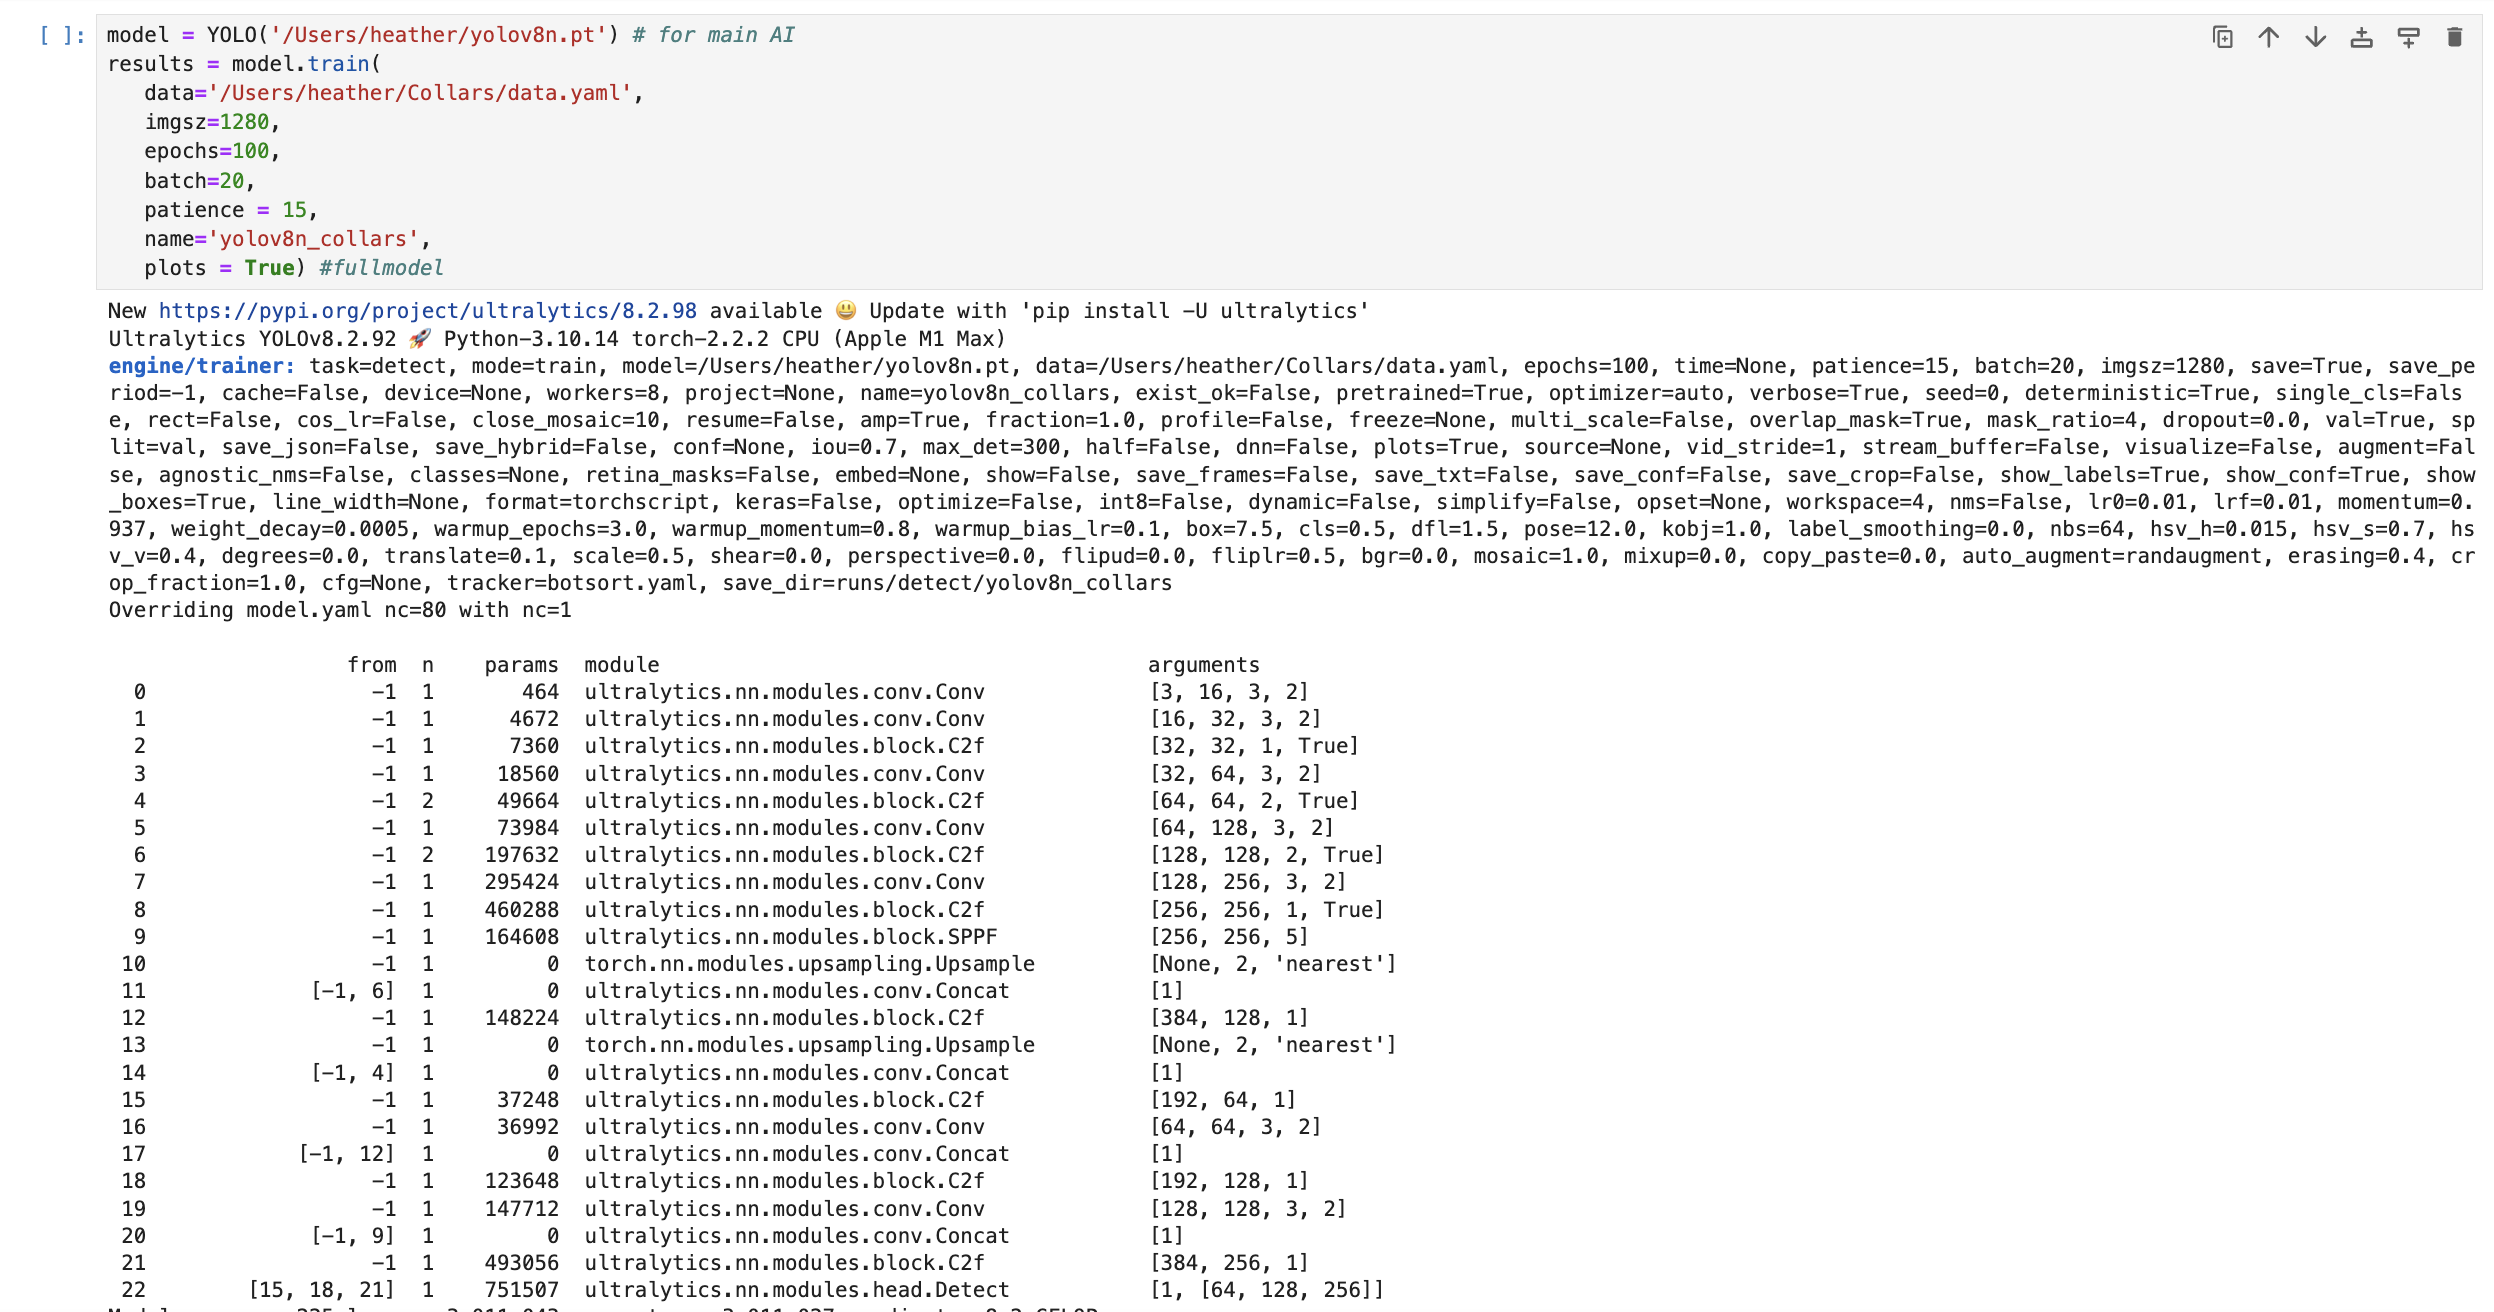 [ ]: model = YOLO('/Users/heather/yolov8n.pt') # for main AI
results = model.train(
data='/Users/heather/Collars/data.yaml',
imgsz=1280,
epochs=100,
batch=20,
patience = 15,
name='yolov8n_collars',
plots = True) #fullmodel
New https://pypi.org/project/ultralytics/8.2.98 available 😃 Update with 'pip install -U ultralytics'
Ultralytics YOLOv8.2.92 🚀 Python-3.10.14 torch-2.2.2 CPU (Apple M1 Max)
engine/trainer: task=detect, mode=train, model=/Users/heather/yolov8n.pt, data=/Users/heather/Collars/data.yaml, epochs=100, time=None, patience=15, batch=20, imgsz=1280, save=True, save_pe
riod=-1, cache=False, device=None, workers=8, project=None, name=yolov8n_collars, exist_ok=False, pretrained=True, optimizer=auto, verbose=True, seed=0, deterministic=True, single_cls=Fals
e, rect=False, cos_lr=False, close_mosaic=10, resume=False, amp=True, fraction=1.0, profile=False, freeze=None, multi_scale=False, overlap_mask=True, mask_ratio=4, dropout=0.0, val=True, sp
lit=val, save_json=False, save_hybrid=False, conf=None, iou=0.7, max_det=300, half=False, dnn=False, plots=True, source=None, vid_stride=1, stream_buffer=False, visualize=False, augment=Fal
se, agnostic_nms=False, classes=None, retina_masks=False, embed=None, show=False, save_frames=False, save_txt=False, save_conf=False, save_crop=False, show_labels=True, show_conf=True, show
_boxes=True, line_width=None, format=torchscript, keras=False, optimize=False, int8=False, dynamic=False, simplify=False, opset=None, workspace=4, nms=False, lr0=0.01, lrf=0.01, momentum=0.
937, weight_decay=0.0005, warmup_epochs=3.0, warmup_momentum=0.8, warmup_bias_lr=0.1, box=7.5, cls=0.5, dfl=1.5, pose=12.0, kobj=1.0, label_smoothing=0.0, nbs=64, hsv_h=0.015, hsv_s=0.7, hs
v_v=0.4, degrees=0.0, translate=0.1, scale=0.5, shear=0.0, perspective=0.0, flipud=0.0, fliplr=0.5, bgr=0.0, mosaic=1.0, mixup=0.0, copy_paste=0.0, auto_augment=randaugment, erasing=0.4, cr
op_fraction=1.0, cfg=None, tracker=botsort.yaml, save_dir=runs/detect/yolov8n_collars
Overriding model.yaml nc=80 with nc=1
from n params module arguments
0 -1 1 464 ultralytics.nn.modules.conv.Conv [3, 16, 3, 2]
1 -1 1 4672 ultralytics.nn.modules.conv.Conv [16, 32, 3, 2]
2 -1 1 7360 ultralytics.nn.modules.block.C2f [32, 32, 1, True]
3 -1 1 18560 ultralytics.nn.modules.conv.Conv [32, 64, 3, 2]
4 -1 2 49664 ultralytics.nn.modules.block.C2f [64, 64, 2, True]
5 -1 1 73984 ultralytics.nn.modules.conv.Conv [64, 128, 3, 2]
6 -1 2 197632 ultralytics.nn.modules.block.C2f [128, 128, 2, True]
7 -1 1 295424 ultralytics.nn.modules.conv.Conv [128, 256, 3, 2]
8 -1 1 460288 ultralytics.nn.modules.block.C2f [256, 256, 1, True]
9 -1 1 164608 ultralytics.nn.modules.block.SPPF [256, 256, 5]
10 -1 1 0 torch.nn.modules.upsampling.Upsample [None, 2, 'nearest']
11 [-1, 6] 1 0 ultralytics.nn.modules.conv.Concat [1]
12 -1 1 148224 ultralytics.nn.modules.block.C2f [384, 128, 1]
13 -1 1 0 torch.nn.modules.upsampling.Upsample [None, 2, 'nearest']
14 [-1, 4] 1 0 ultralytics.nn.modules.conv.Concat [1]
15 -1 1 37248 ultralytics.nn.modules.block.C2f [192, 64, 1]
16 -1 1 36992 ultralytics.nn.modules.conv.Conv [64, 64, 3, 2]
17 [-1, 12] 1 0 ultralytics.nn.modules.conv.Concat [1]
18 -1 1 123648 ultralytics.nn.modules.block.C2f [192, 128, 1]
19 -1 1 147712 ultralytics.nn.modules.conv.Conv [128, 128, 3, 2]
20 [-1, 9] 1 0 ultralytics.nn.modules.conv.Concat [1]
21 -1 1 493056 ultralytics.nn.modules.block.C2f [384, 256, 1]
22 [15, 18, 21] 1 751507 ultralytics.nn.modules.head.Detect [1, [64, 128, 256]]